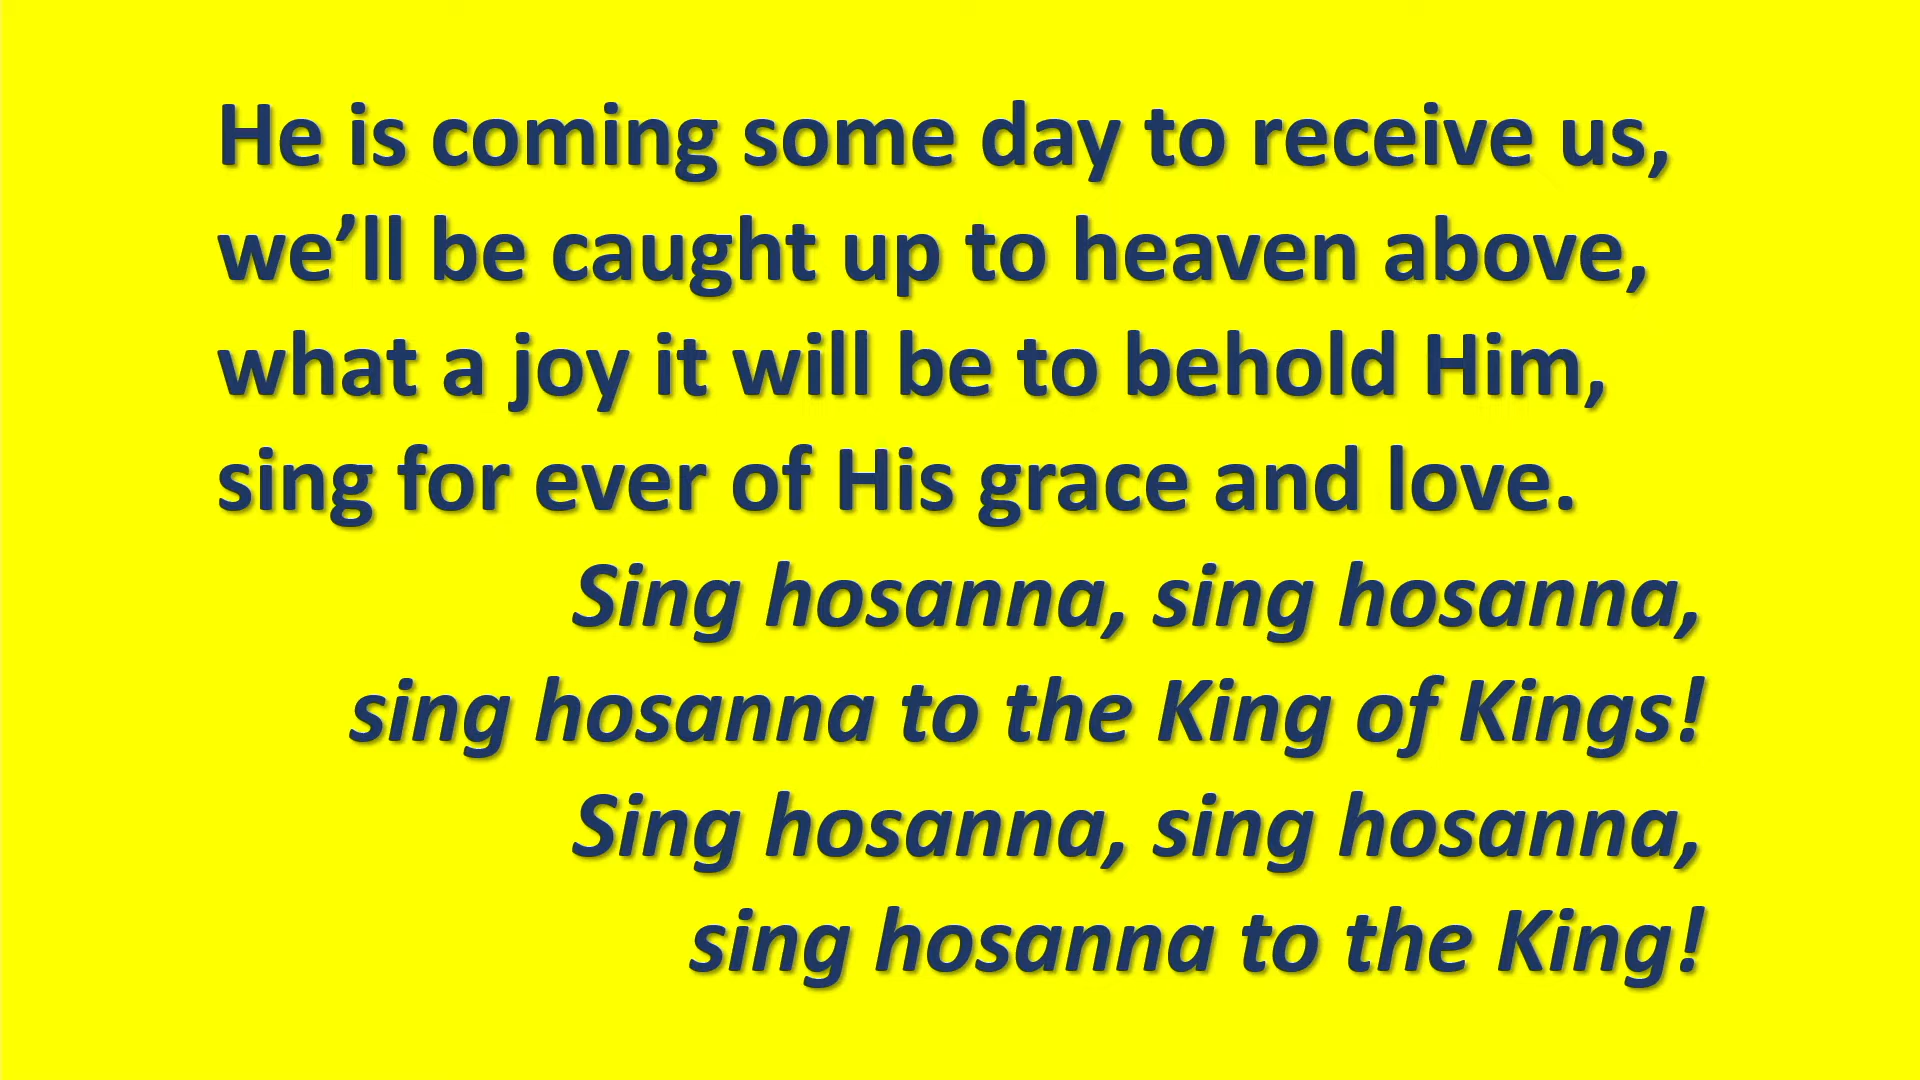 He is coming some day to receive us,
we’ll be caught up to heaven above,
what a joy it will be to behold Him,
sing for ever of His grace and love.
Sing hosanna, sing hosanna,
sing hosanna to the King of Kings!
Sing hosanna, sing hosanna,
sing hosanna to the King!